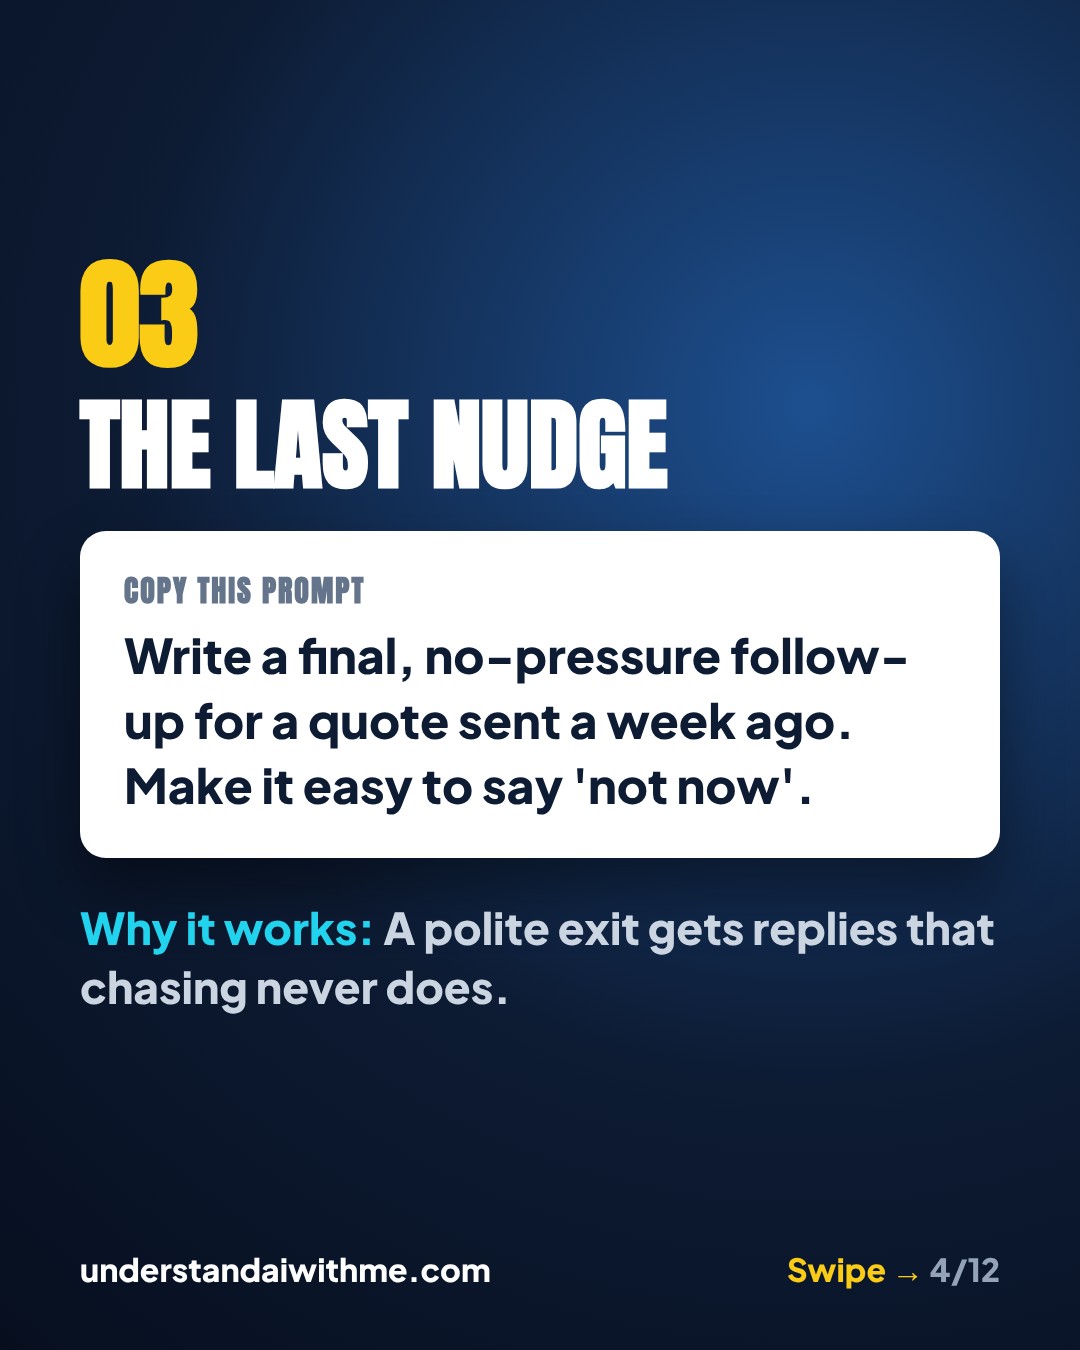 03
THE LAST NUDGE
COPY THIS PROMPT
Write a final, no-pressure follow-
up for a quote sent a week ago.
Make it easy to say 'not now'.
Why it works: A polite exit gets replies that
chasing never does.
understandaiwithme.com
Swipe → 4/12